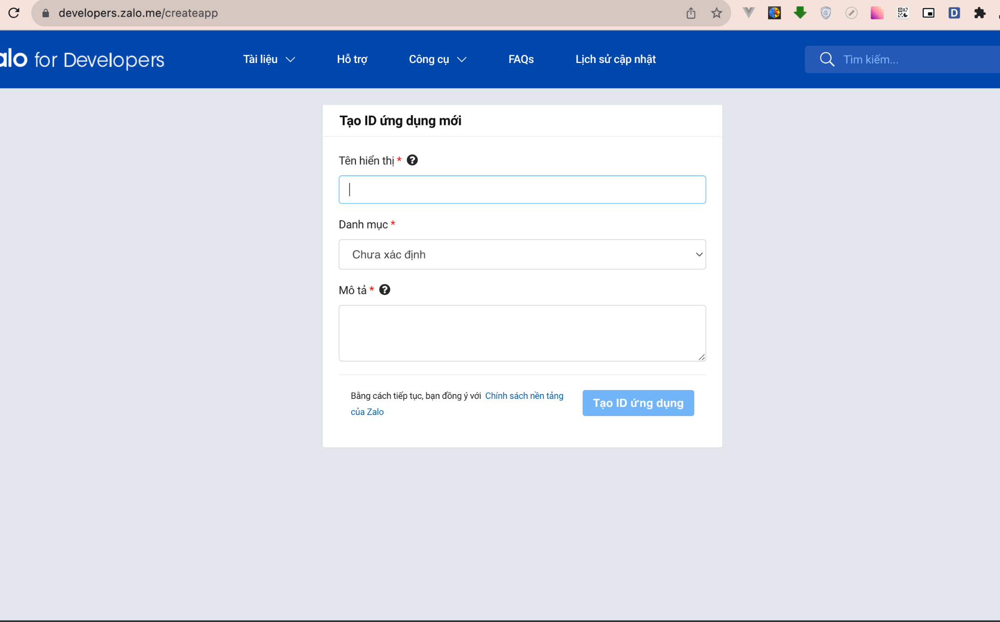 developers.zalo.me/createapp
alo for Developers
Tài liệu
Hỗ trợ
Công cụ
FAQs
Lịch sử cập nhật
Tìm kiếm...
Tạo ID ứng dụng mới
Tên hiển thị *
Danh mục *
Chưa xác định
Mô tả *
Bằng cách tiếp tục, bạn đồng ý với Chính sách nền tảng
của Zalo
Tạo ID ứng dụng